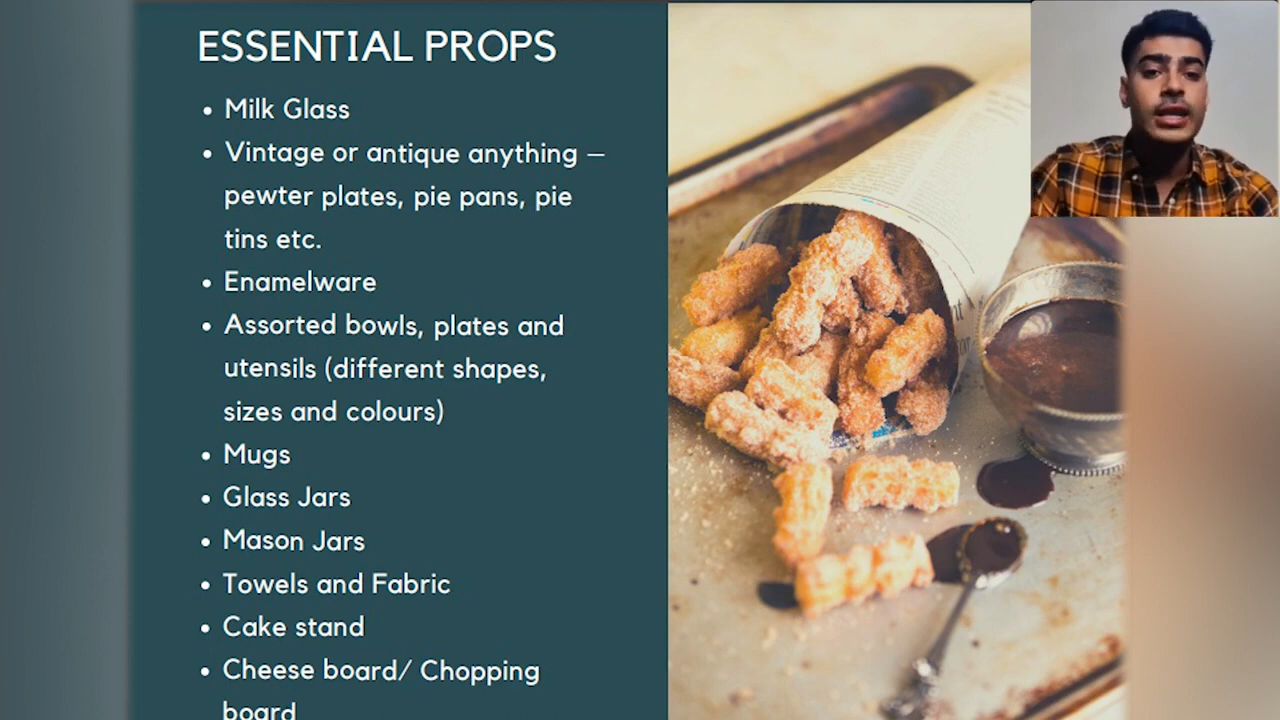 ESSENTIAL PROPS
• Milk Glass
• Vintage or antique anything –
pewter plates, pie pans, pie
tins etc.
• Enamelware
• Assorted bowls, plates and
utensils (different shapes,
sizes and colours)
• Mugs
• Glass Jars
• Mason Jars
• Towels and Fabric
• Cake stand
• Cheese board/ Chopping
board